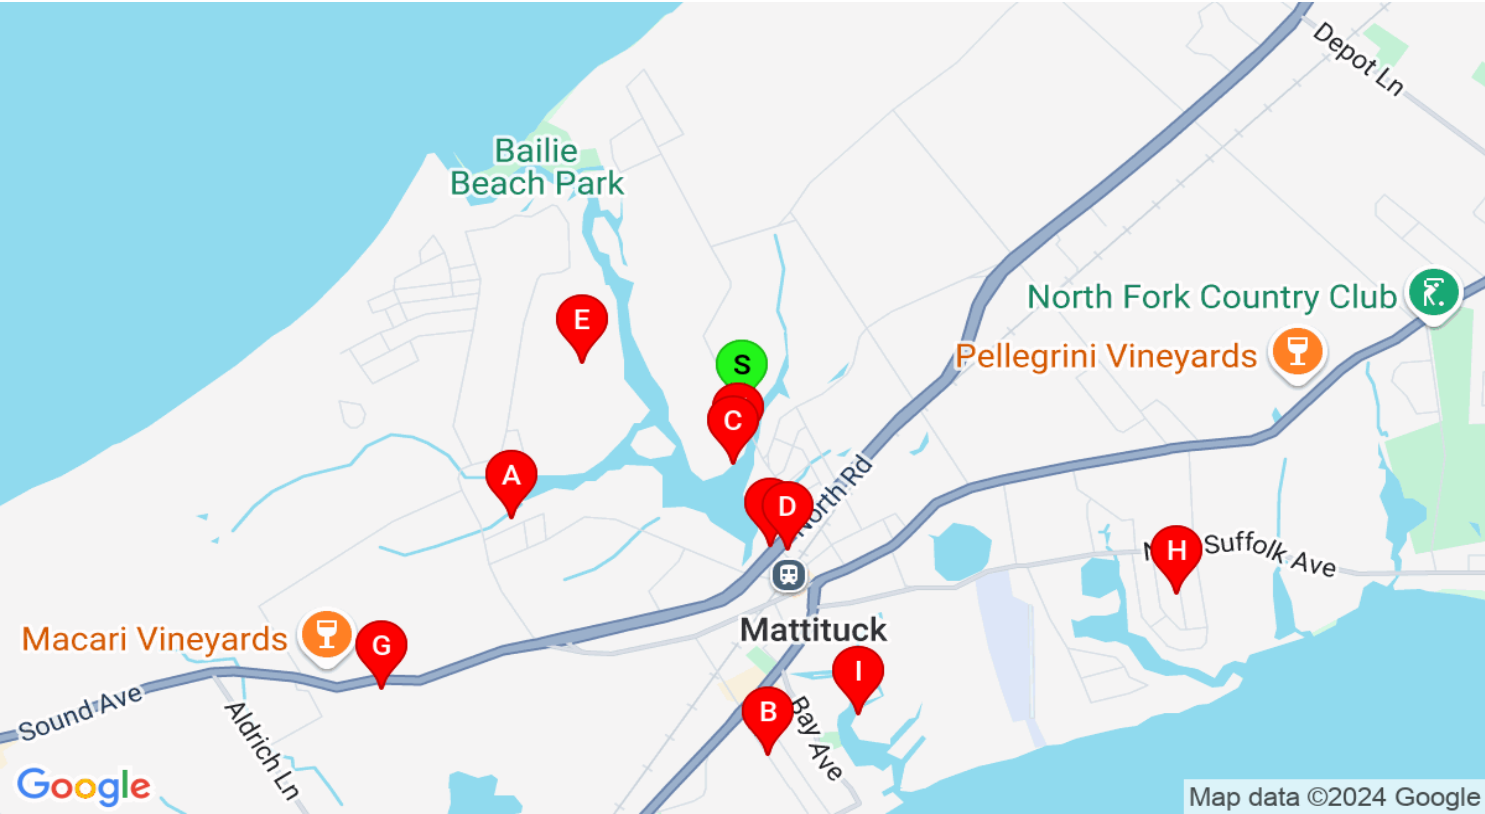 Depot Ln
Bailie
Beach Park
North Fork Country Club
E
Pellegrini Vineyards
S
C
A
D
North Rd
H
Suffolk Ave
Mattituck
Macari Vineyards
G
I
B
Bay Ave
Sound Ave
Aldrich Ln
Google
Map data ©2024 Google